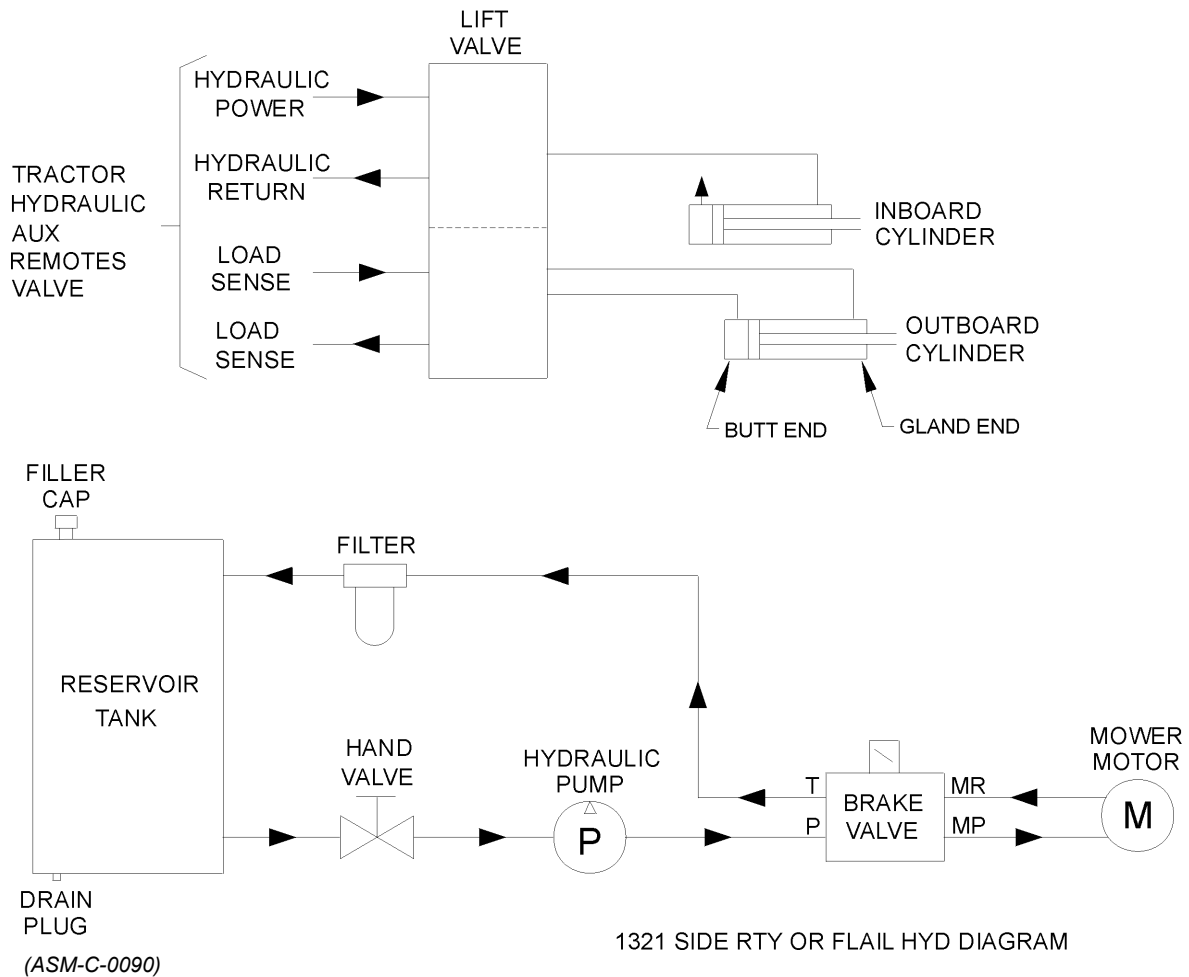 LIFT
VALVE
HYDRAULIC
POWER
HYDRAULIC
RETURN
TRACTOR
HYDRAULIC
AUX
REMOTES
VALVE
LOAD
SENSE
LOAD
SENSE
INBOARD
CYLINDER
OUTBOARD
CYLINDER
BUTT END
GLAND END
FILLER
CAP
FILTER
RESERVOIR
TANK
HAND
VALVE
HYDRAULIC
PUMP
P
T
P
BRAKE
VALVE
MR
MP
MOWER
MOTOR
M
DRAIN
PLUG
1321 SIDE RTY OR FLAIL HYD DIAGRAM
(ASM-C-0090)